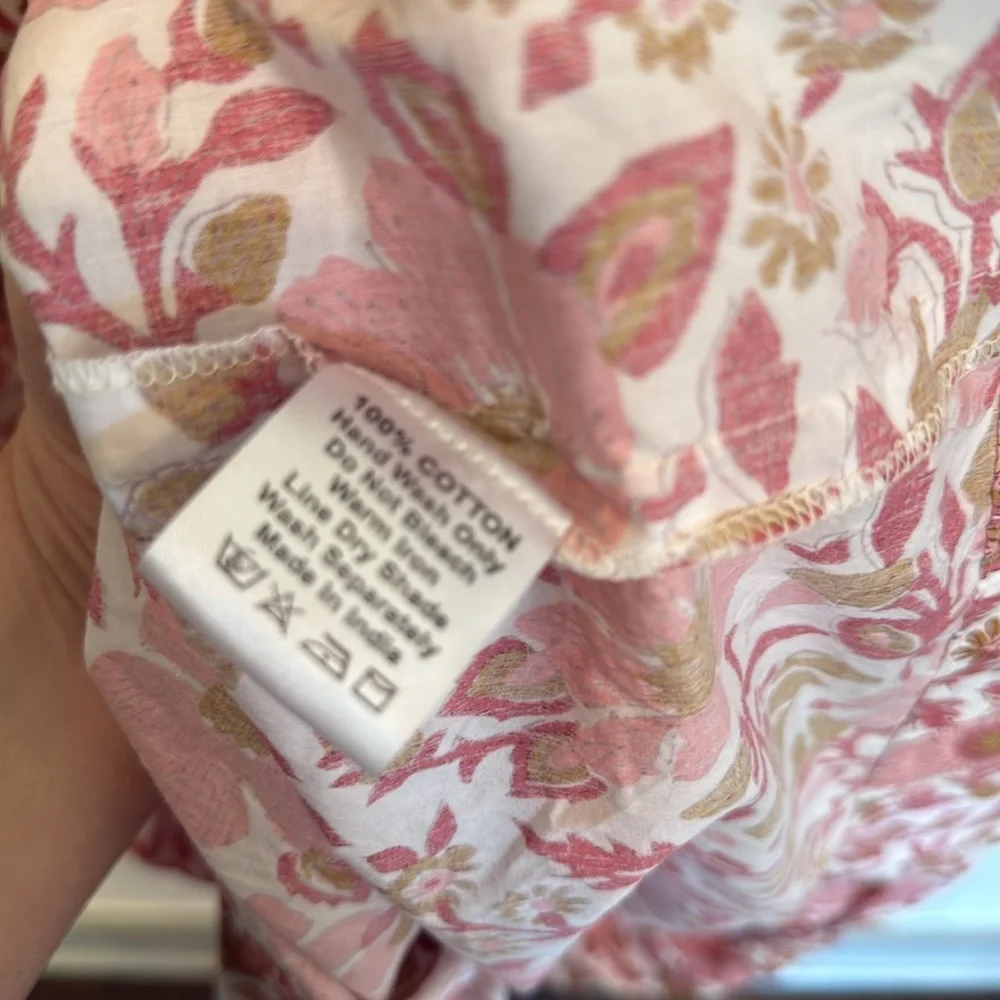 100% COTTON
Hand Wash Only
Do Not Bleach
Warm Iron
Line Dry Shade
Wash Separately
Made In India